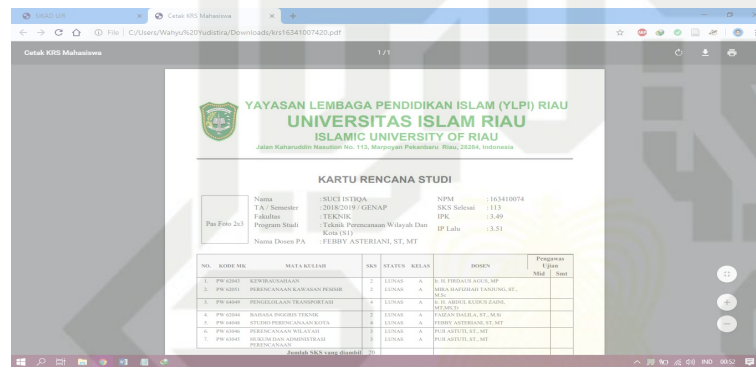 SIKAD UIR
Cetak KRS Mahasiswa
File | C:/Users/Wahyu%20Yudistira/Downloads/krs16341007420.pdf
Cetak KRS Mahasiswa
1 / 1
YAYASAN LEMBAGA PENDIDIKAN ISLAM (YLPI) RIAU
UNIVERSITAS ISLAM RIAU
ISLAMIC UNIVERSITY OF RIAU
Jalan Kaharuddin Nasution No. 113, Marpoyan Pekanbaru Riau, 28284, Indonesia
KARTU RENCANA STUDI
Pas Foto 2x3
Nama : SUCI ISTIQA
TA / Semester : 2018/2019 / GENAP
Fakultas : TEKNIK
Program Studi : Teknik Perencanaan Wilayah Dan Kota (S1)
Nama Dosen PA : FEBBY ASTERIANI, ST, MT
NPM : 163410074
SKS Selesai : 113
IPK : 3.49
IP Lalu : 3.51
NO. KODE MK MATA KULIAH SKS STATUS KELAS DOSEN Pengawas Ujian Mid Smt
1. PW 62043 KEWIRAUSAHAAN 2 LUNAS A Ir. H. FIRDAUS AGUS, MP
2. PW 62051 PERENCANAAN KAWASAN PESISIR 2 LUNAS A MIRA HAFIZHAH TANJUNG, ST., M.Sc
3. PW 64049 PENGELOLAAN TRANSPORTASI 4 LUNAS A Ir. H. ABDUL KUDUS ZAINI, MT,MS,Tr
4. PW 62044 BAHASA INGGRIS TEKNIK 2 LUNAS A FAIZAN DALILA, ST., M.Si
5. PW 64048 STUDIO PERENCANAAN KOTA 4 LUNAS A FEBBY ASTERIANI, ST, MT
6. PW 63046 PERENCANAAN WILAYAH 3 LUNAS A PUJI ASTUTI, ST., MT
7. PW 63045 HUKUM DAN ADMINISTRASI PERENCANAAN 3 LUNAS A PUJI ASTUTI, ST., MT
Jumlah SKS yang diambil 20
IND 00:52